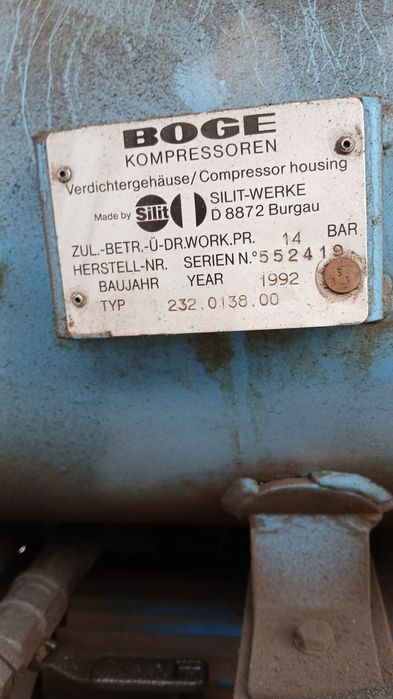 BOGE
KOMPRESSOREN
Verdichtergehäuse/Compressor housing
Made by Silit SILIT-WERKE
D 8872 Burgau
ZUL.-BETR.-Ü-DR.WORK.PR. 14 BAR
HERSTELL-NR. SERIEN N.° 552419
BAUJAHR YEAR 1992
TYP 232.0138.00